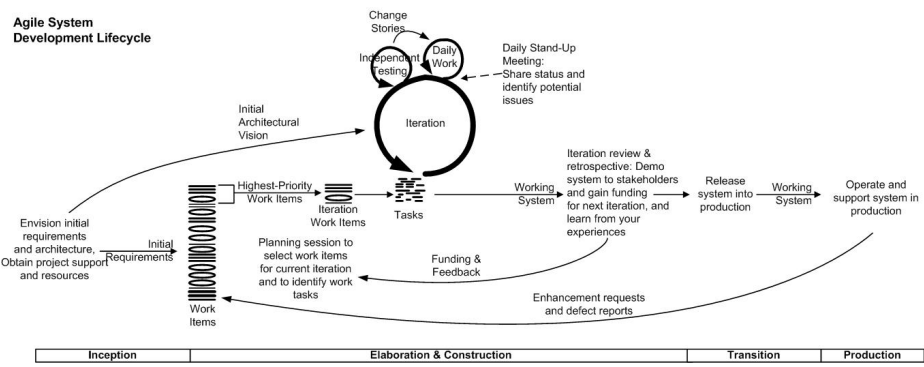 Agile System
Development Lifecycle
Change
Stories
Independent
Testing
Daily
Work
Daily Stand-Up
Meeting:
Share status and
identify potential
issues
Initial
Architectural
Vision
Iteration
Iteration review &
retrospective: Demo
system to stakeholders
and gain funding
for next iteration, and
learn from your
experiences
Highest-Priority
Work Items
Iteration
Work Items
Tasks
Working
System
Release
system into
production
Working
System
Operate and
support system in
production
Envision initial
requirements
and architecture,
Obtain project support
and resources
Initial
Requirements
Planning session to
select work items
for current iteration
and to identify work
tasks
Funding &
Feedback
Enhancement requests
and defect reports
Work
Items
Inception
Elaboration & Construction
Transition
Production